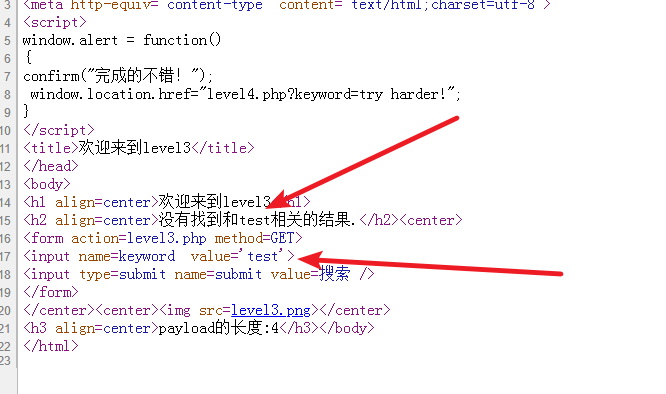 3 <meta http-equiv="content-type" content="text/html;charset=utf-8">
4 <script>
5 window.alert = function()
6 {
7 confirm("完成的不错！");
8 window.location.href="level4.php?keyword=try harder!";
9 }
10 </script>
11 <title>欢迎来到level3</title>
12 </head>
13 <body>
14 <h1 align=center>欢迎来到level3</h1>
15 <h2 align=center>没有找到和test相关的结果.</h2><center>
16 <form action=level3.php method=GET>
17 <input name=keyword  value='test'>
18 <input type=submit name=submit value=搜索 />
19 </form>
20 </center><center><img src=level3.png></center>
21 <h3 align=center>payload的长度:4</h3></body>
22 </html>
23